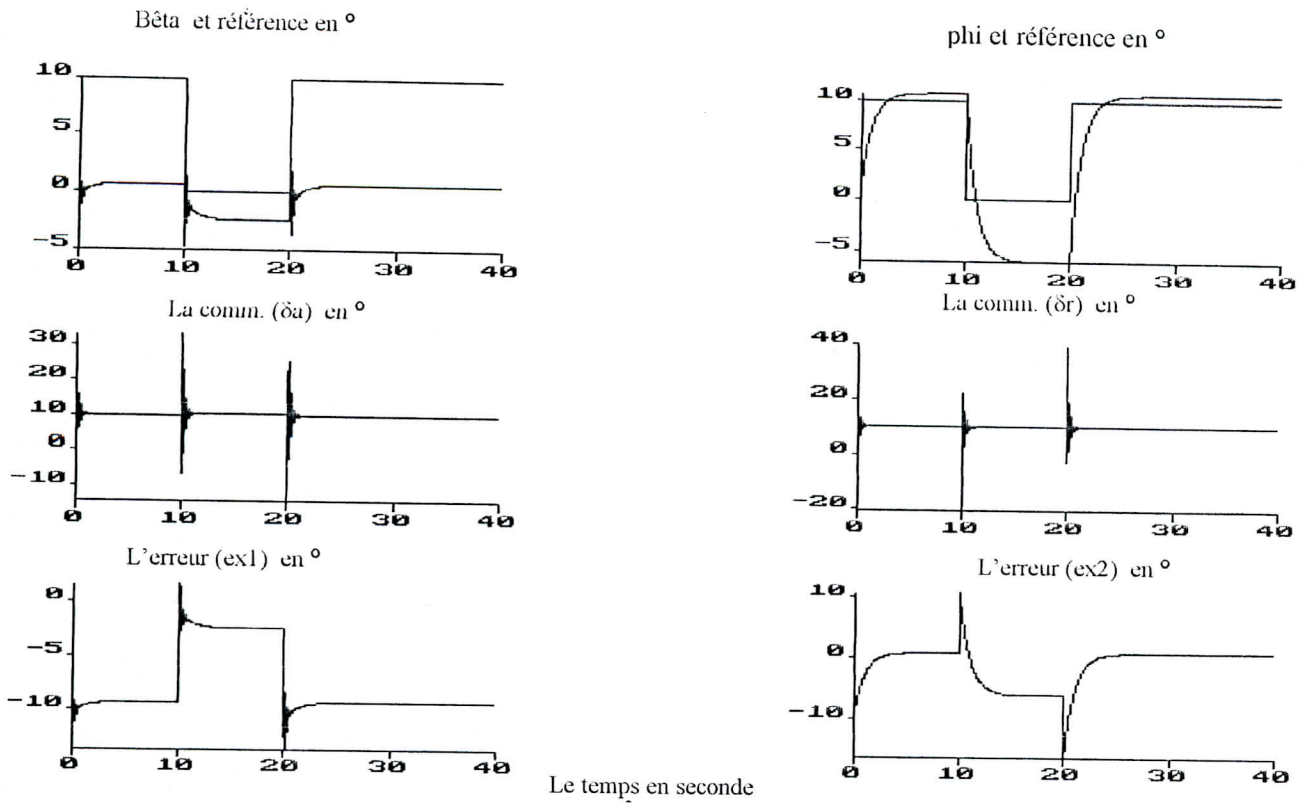 Bêta et référence en °
phi et référence en °
10
5
0
-5
0 10 20 30 40
10
5
0
-5
0 10 20 30 40
La comm. (δa) en °
La comm. (δr) en °
30
20
10
0
-10
0 10 20 30 40
40
20
0
-20
0 10 20 30 40
L'erreur (ex1) en °
L'erreur (ex2) en °
0
-5
-10
0 10 20 30 40
10
0
-10
0 10 20 30 40
Le temps en seconde